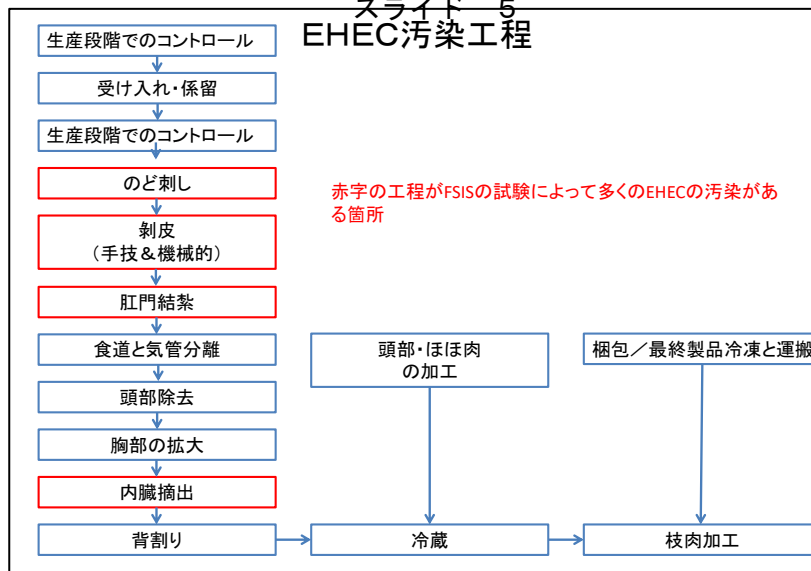 スライド 5
EHEC汚染工程
生産段階でのコントロール
受け入れ・係留
生産段階でのコントロール
のど刺し
剝皮
(手技&機械的)
肛門結紮
食道と気管分離
頭部除去
胸部の拡大
内臓摘出
背割り
赤字の工程がFSISの試験によって多くのEHECの汚染があ
る箇所
頭部・ほほ肉
の加工
冷蔵
梱包/最終製品冷凍と運搬
枝肉加工